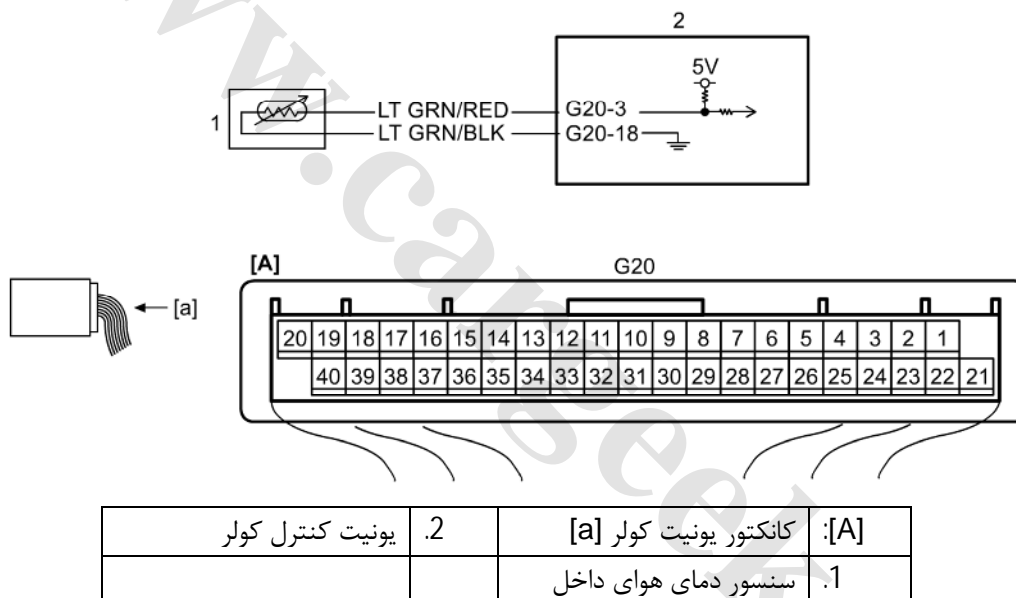 2
5V
1
LT GRN/RED
G20-3
LT GRN/BLK
G20-18
[A]
G20
[a]
20 19 18 17 16 15 14 13 12 11 10 9 8 7 6 5 4 3 2 1
40 39 38 37 36 35 34 33 32 31 30 29 28 27 26 25 24 23 22 21
[A]: کانکتور یونیت کولر [a] 2. یونیت کنترل کولر
1. سنسور دمای هوای داخل
www.cargeek